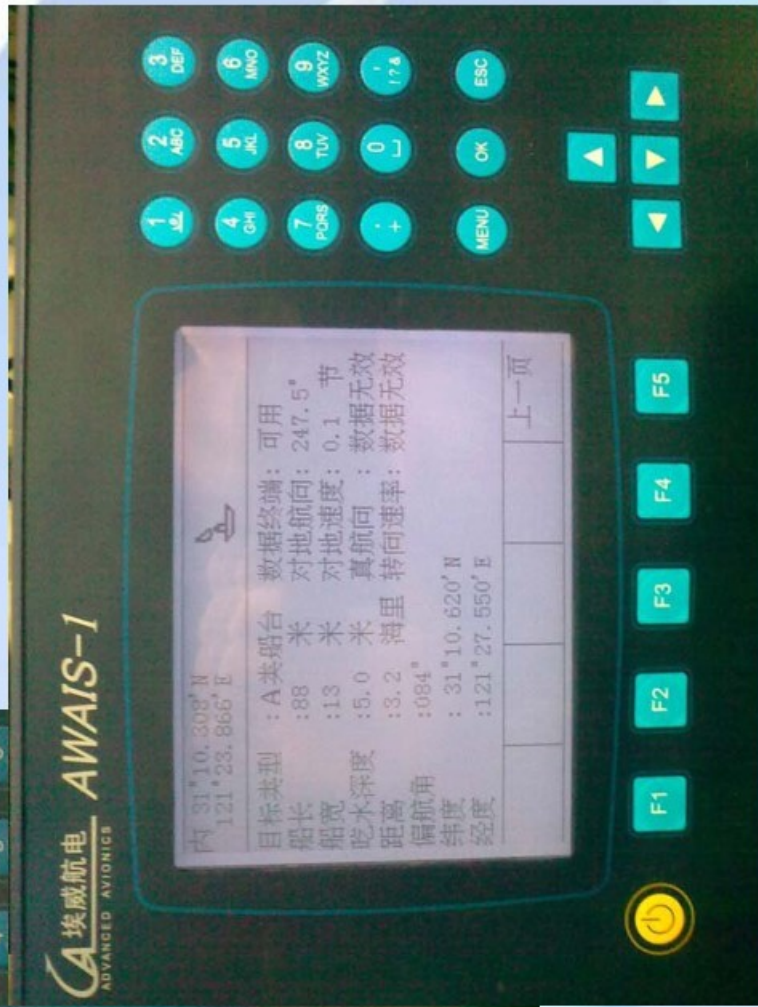 埃威航电
ADVANCED AVIONICS
AWAIS-1
内 31°10.308′N
121°23.866′E
目标类型 :A类船台 数据终端: 可用
船长 :88 米 对地航向: 247.5°
船宽 :13 米 对地速度: 0.1 节
吃水深度 :5.0 米 真航向 : 数据无效
距离 :3.2 海里 转向速率: 数据无效
偏航角 :084°
纬度 : 31°10.620′N
经度 :121°27.550′E
上一页
1
2 ABC
3 DEF
4 GHI
5 JKL
6 MNO
7 PQRS
8 TUV
9 WXYZ
. +
0
' ! ? &
MENU
OK
ESC
F1
F2
F3
F4
F5